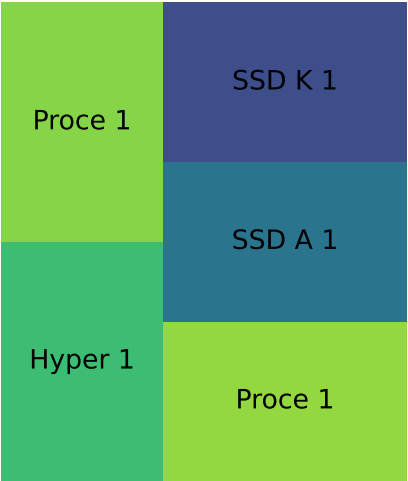 Proce 1
Hyper 1
SSD K 1
SSD A 1
Proce 1